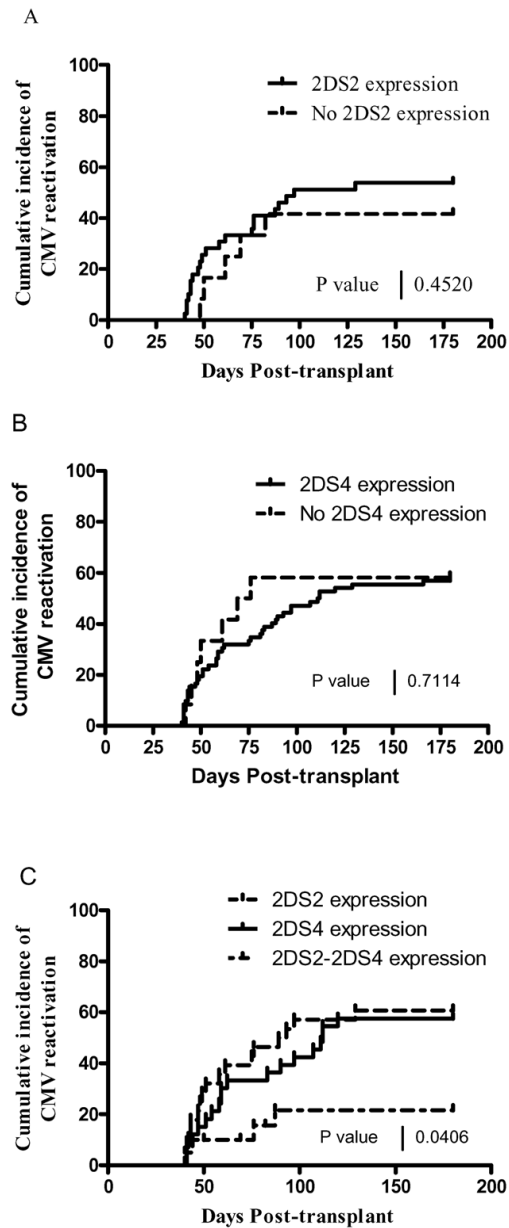 A
Cumulative incidence of
CMV reactivation
100
80
60
40
20
0
2DS2 expression
No 2DS2 expression
P value | 0.4520
0 25 50 75 100 125 150 175 200
Days Post-transplant
B
Cumulative incidence of
CMV reactivation
100
80
60
40
20
0
2DS4 expression
No 2DS4 expression
P value | 0.7114
0 25 50 75 100 125 150 175 200
Days Post-transplant
C
Cumulative incidence of
CMV reactivation
100
80
60
40
20
0
2DS2 expression
2DS4 expression
2DS2-2DS4 expression
P value | 0.0406
0 50 100 150 200
Days Post-transplant